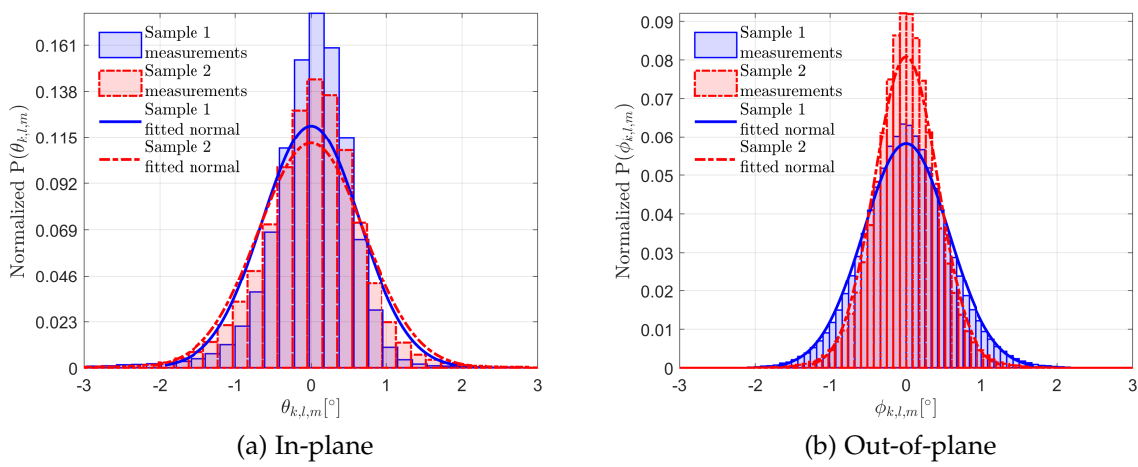 0.161
0.138
0.115
0.092
0.069
0.046
0.023
0
-3
-2
-1
0
1
2
3
Normalized P(θk,l,m)
θk,l,m[°]
Sample 1
measurements
Sample 2
measurements
Sample 1
fitted normal
Sample 2
fitted normal
(a) In-plane
0.09
0.08
0.07
0.06
0.05
0.04
0.03
0.02
0.01
0
-3
-2
-1
0
1
2
3
Normalized P(ϕk,l,m)
ϕk,l,m[°]
Sample 1
measurements
Sample 2
measurements
Sample 1
fitted normal
Sample 2
fitted normal
(b) Out-of-plane